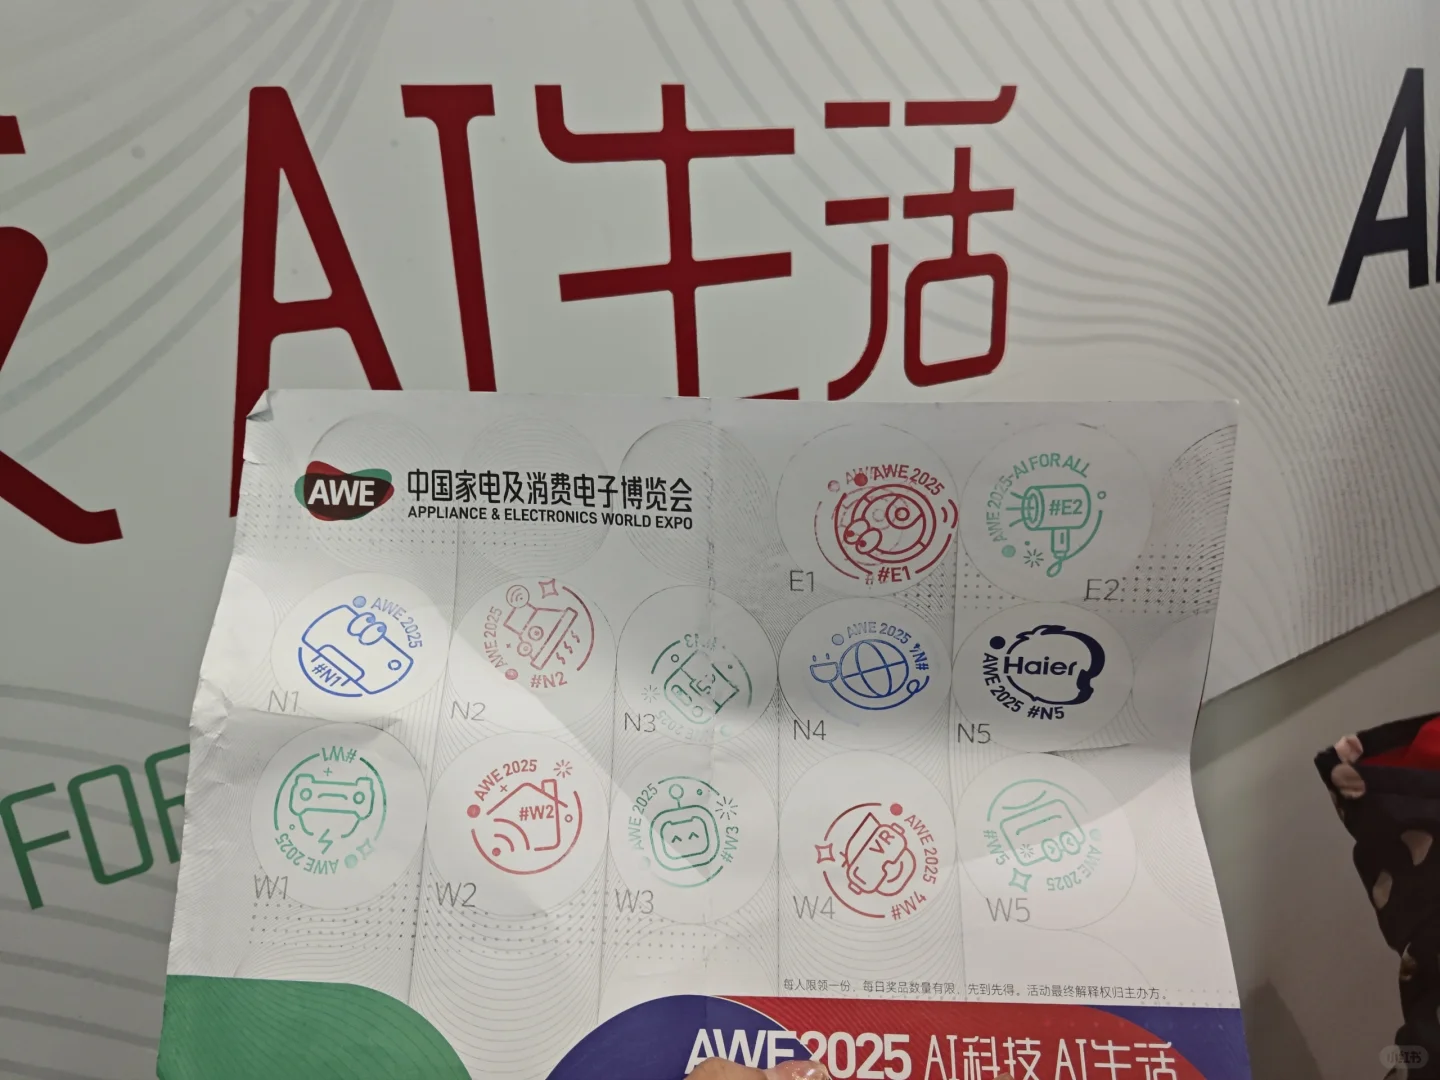 技 AI生活
FOR
AWE 中国家电及消费电子博览会
APPLIANCE & ELECTRONICS WORLD EXPO
AWE 2025 #E1
E1
AWE 2025-AI FOR ALL #E2
E2
AWE 2025 #N1
N1
AWE 2025 #N2
N2
N3
AWE 2025 #N4
N4
Haier
AWE 2025 #N5
N5
#W1 AWE 2025
W1
AWE 2025 #W2
W2
AWE 2025 #W3
W3
AWE 2025 VR #W4
W4
AWE 2025 #W5
W5
每人限领一份，每日奖品数量有限，先到先得。活动最终解释权归主办方。
AWE2025 AI科技 AI生活
小红书